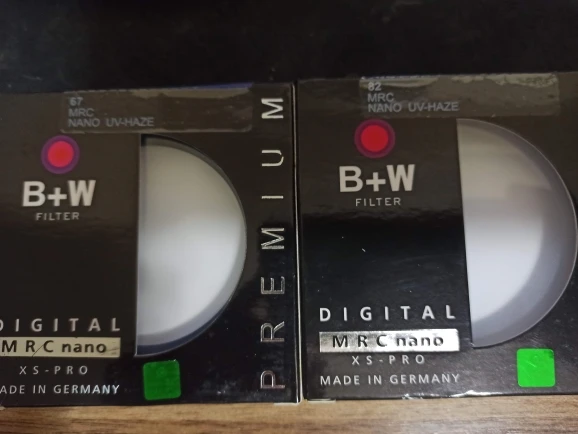 67
MRC
NANO UV-HAZE
B+W
FILTER
PREMIUM
DIGITAL
MRC nano
XS-PRO
MADE IN GERMANY
82
MRC
NANO UV-HAZE
B+W
FILTER
DIGITAL
MRC nano
XS-PRO
MADE IN GERMANY